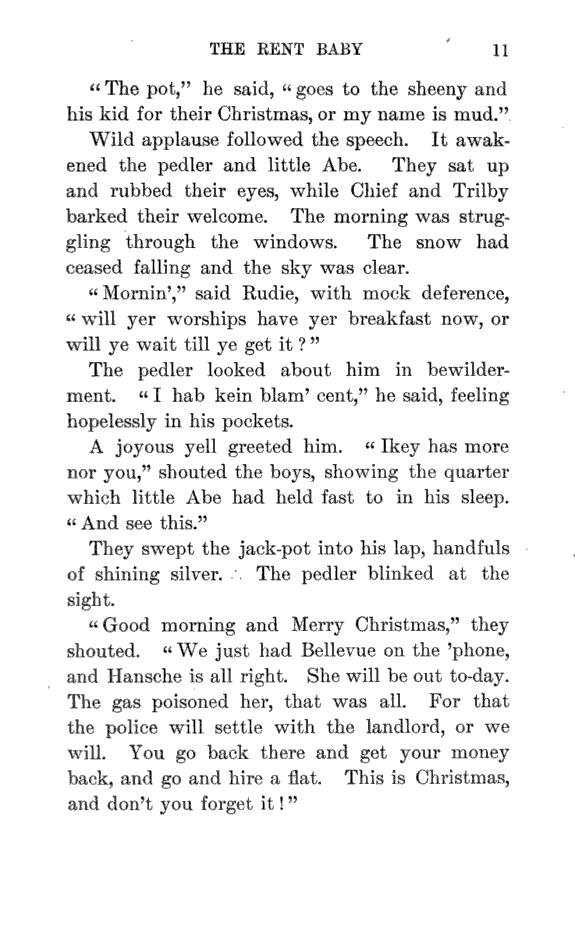 THE RENT BABY 11
“The pot,” he said, “goes to the sheeny and
his kid for their Christmas, or my name is mud.”
Wild applause followed the speech. It awak-
ened the pedler and little Abe. They sat up
and rubbed their eyes, while Chief and Trilby
barked their welcome. The morning was strug-
gling through the windows. The snow had
ceased falling and the sky was clear.
“Mornin’,” said Rudie, with mock deference,
“will yer worships have yer breakfast now, or
will ye wait till ye get it?”
The pedler looked about him in bewilder-
ment. “I hab kein blam’ cent,” he said, feeling
hopelessly in his pockets.
A joyous yell greeted him. “Ikey has more
nor you,” shouted the boys, showing the quarter
which little Abe had held fast to in his sleep.
“And see this.”
They swept the jack-pot into his lap, handfuls
of shining silver. The pedler blinked at the
sight.
“Good morning and Merry Christmas,” they
shouted. “We just had Bellevue on the ’phone,
and Hansche is all right. She will be out to-day.
The gas poisoned her, that was all. For that
the police will settle with the landlord, or we
will. You go back there and get your money
back, and go and hire a flat. This is Christmas,
and don’t you forget it!”